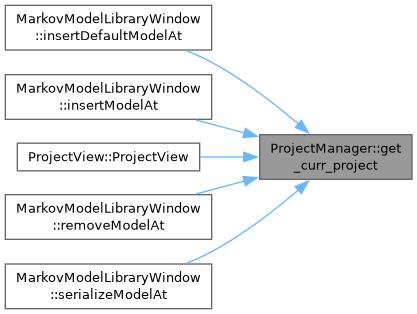 MarkovModelLibraryWindow
::insertDefaultModelAt
MarkovModelLibraryWindow
::insertModelAt
ProjectView::ProjectView
MarkovModelLibraryWindow
::removeModelAt
MarkovModelLibraryWindow
::serializeModelAt
ProjectManager::get
_curr_project